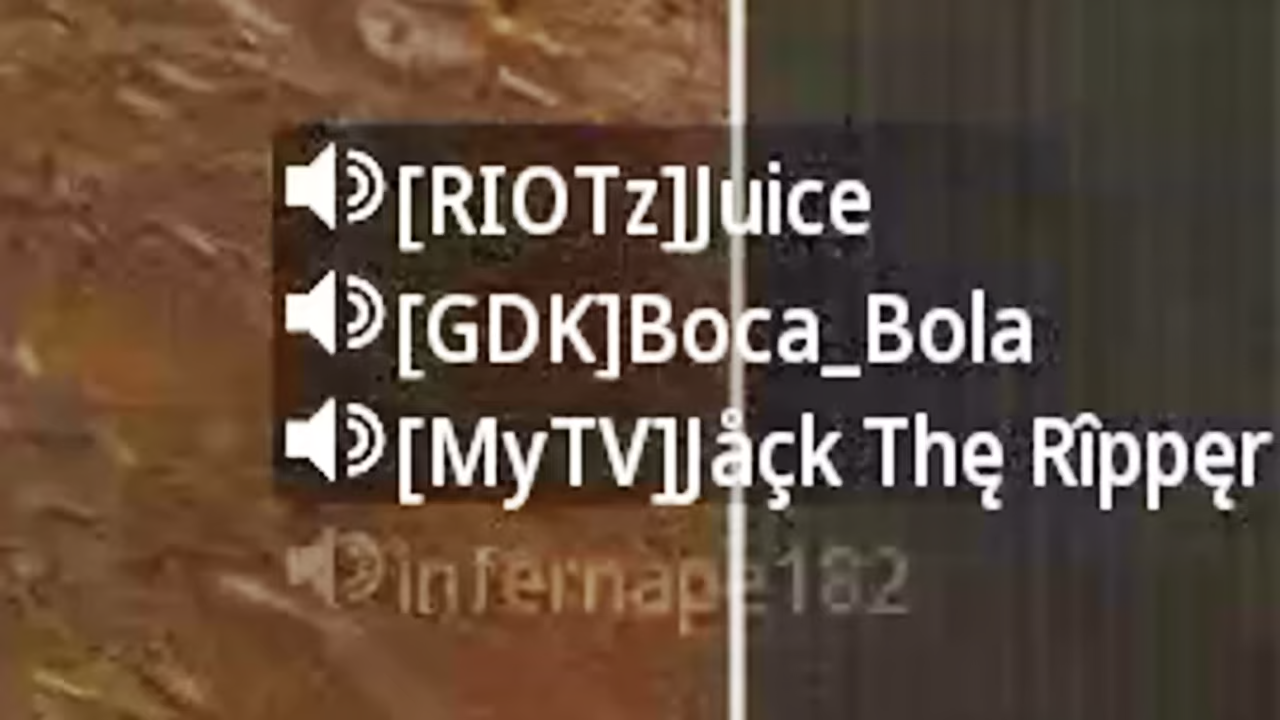 [RIOTz]Juice
[GDK]Boca_Bola
[MyTV]Jåçk Thę Rîppęr
infernape182